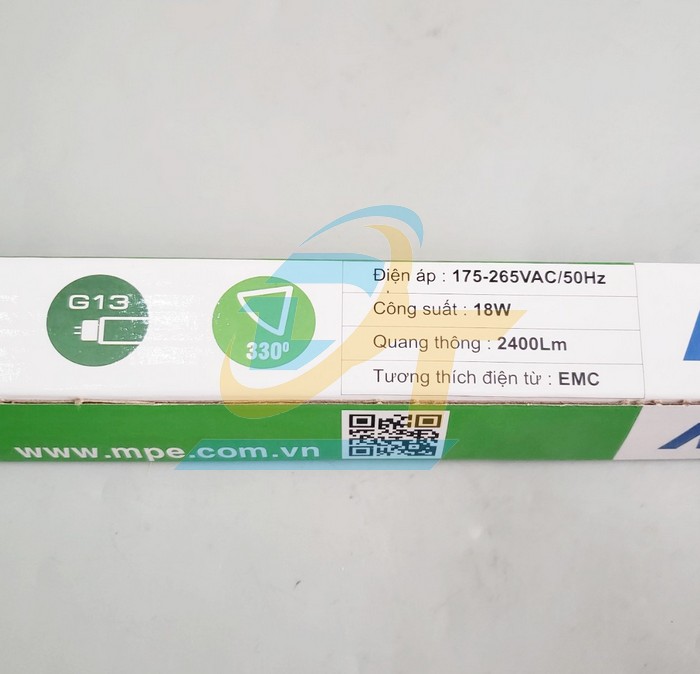 G13
330⁰
Điện áp : 175-265VAC/50Hz
Công suất : 18W
Quang thông : 2400Lm
Tương thích điện từ : EMC
www.mpe.com.vn